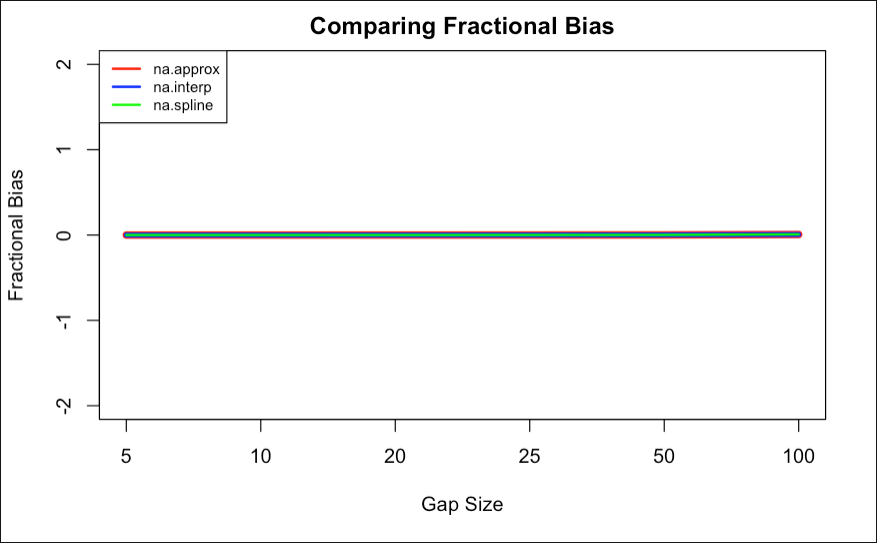 Comparing Fractional Bias
na.approx
na.interp
na.spline
Fractional Bias
2
1
0
-1
-2
5 10 20 25 50 100
Gap Size